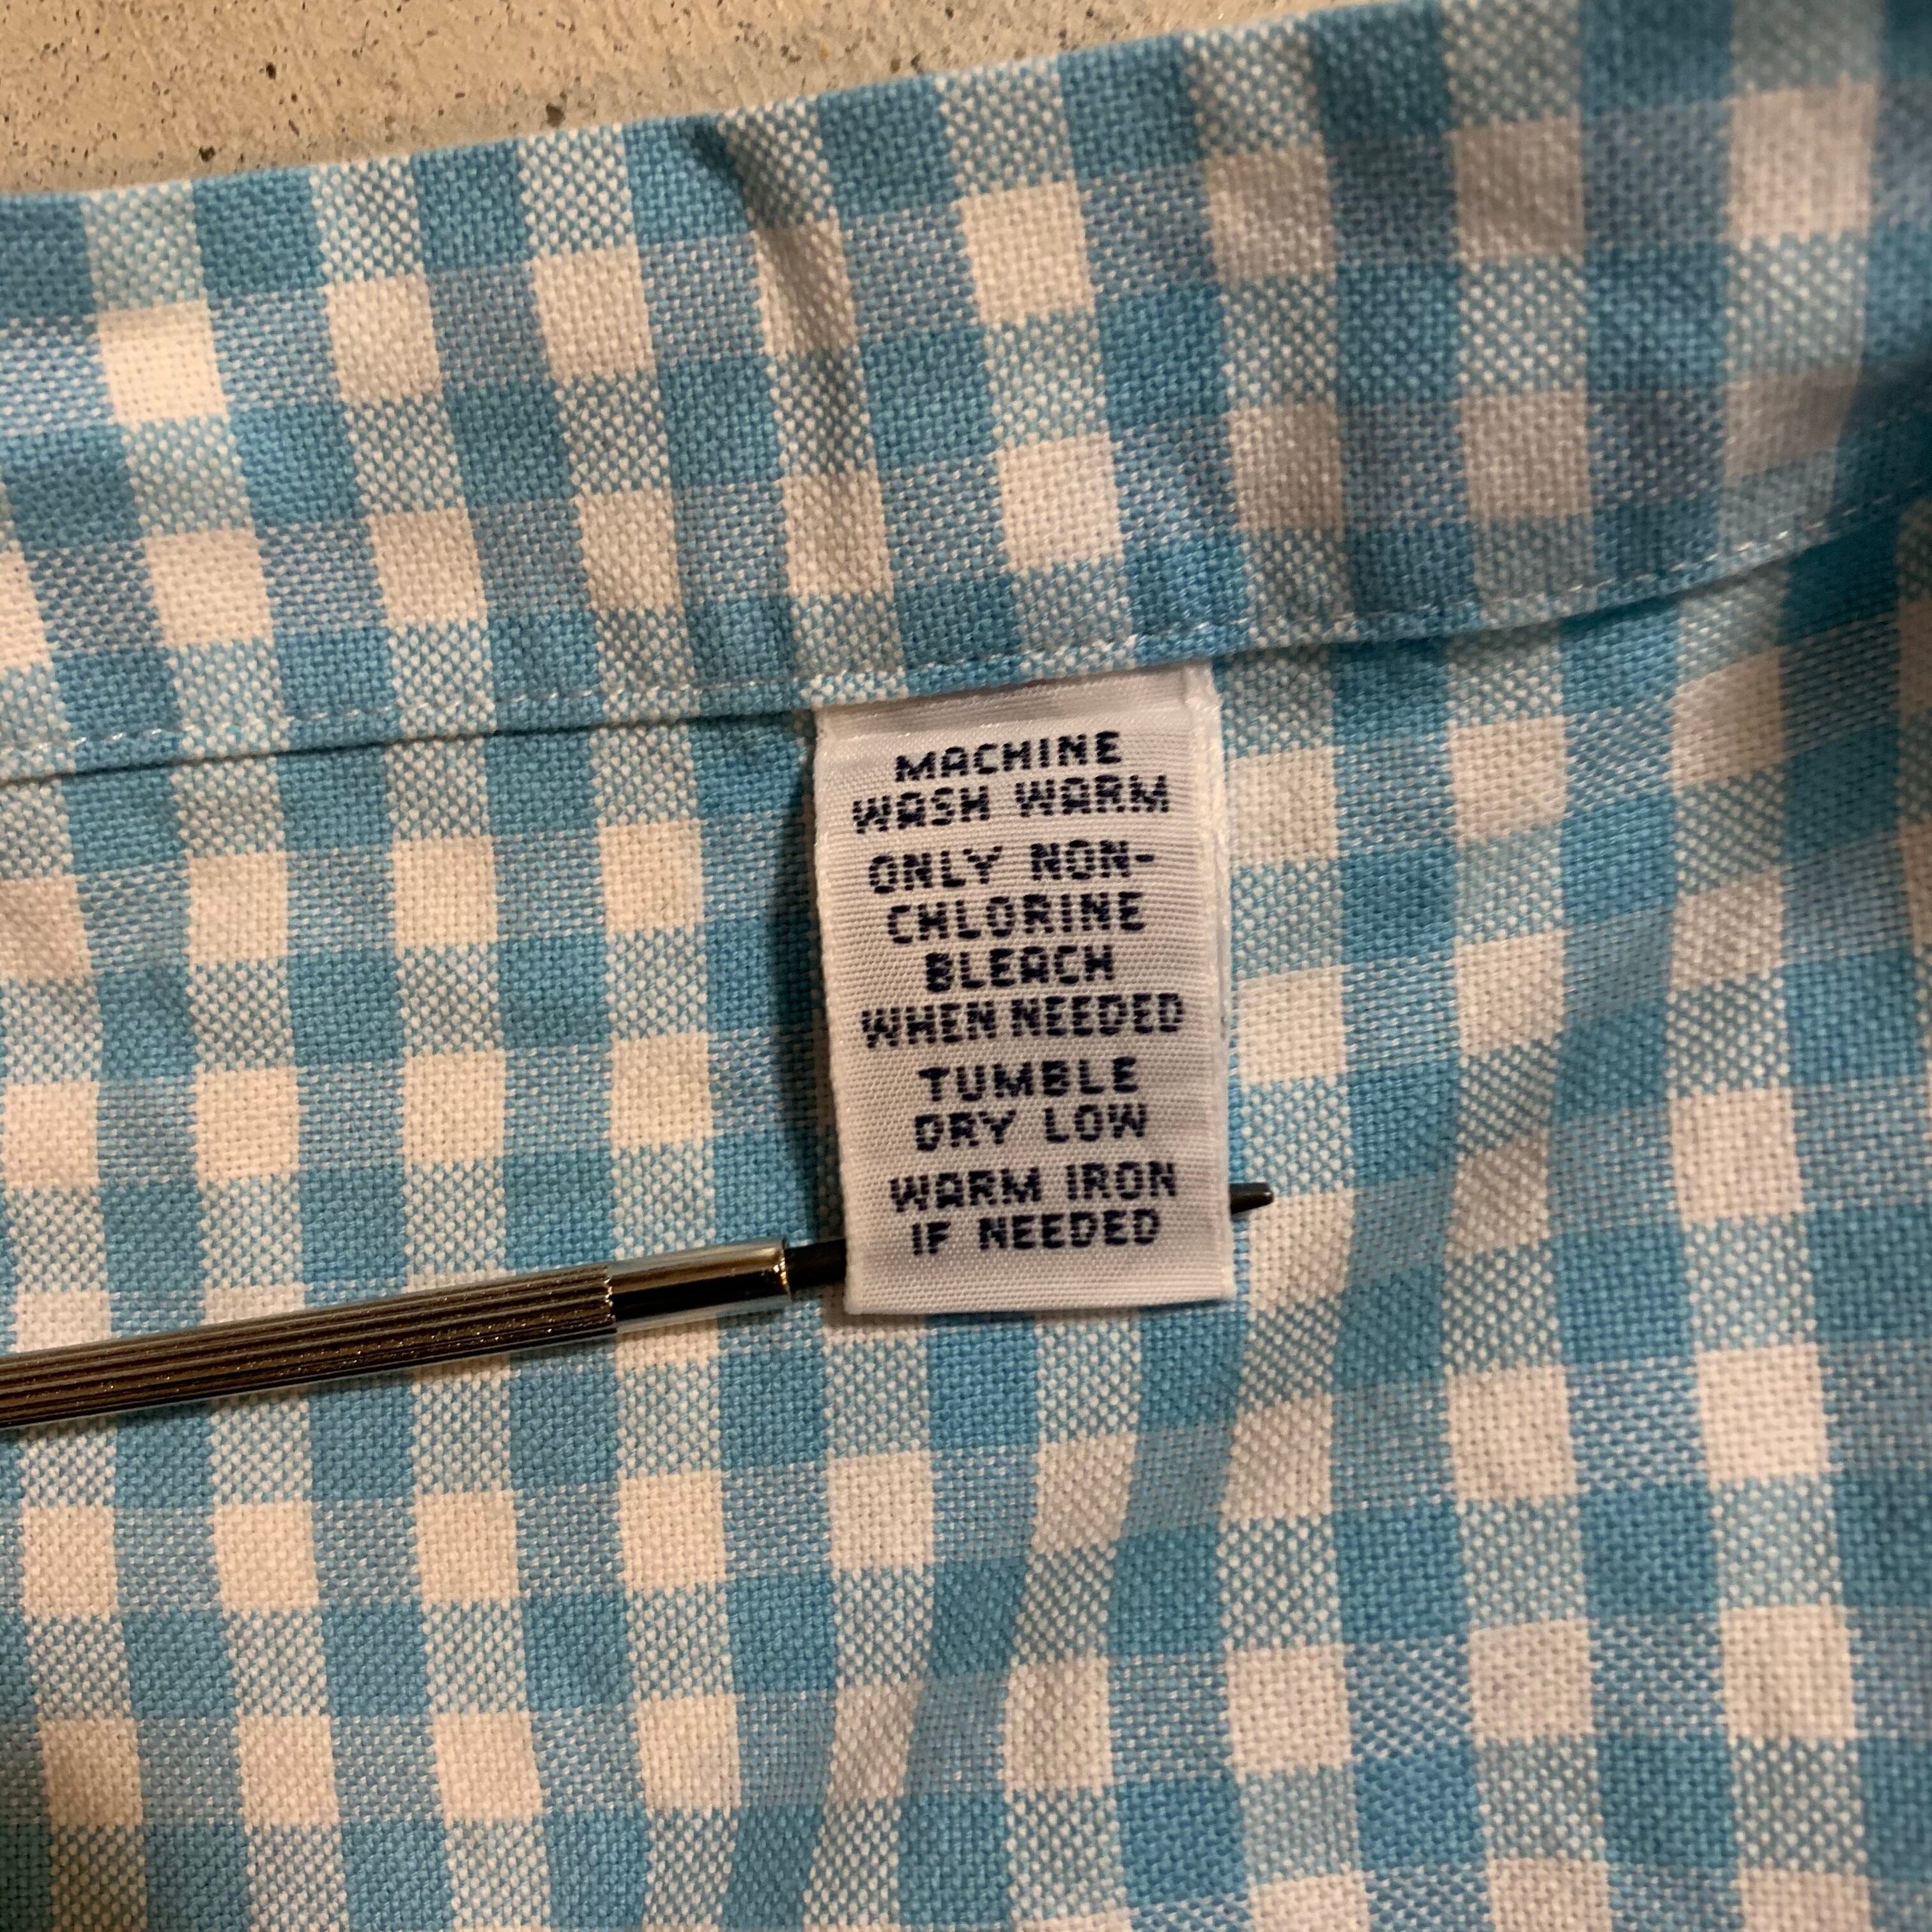 MACHINE
WASH WARM
ONLY NON-
CHLORINE
BLEACH
WHEN NEEDED
TUMBLE
DRY LOW
WARM IRON
IF NEEDED